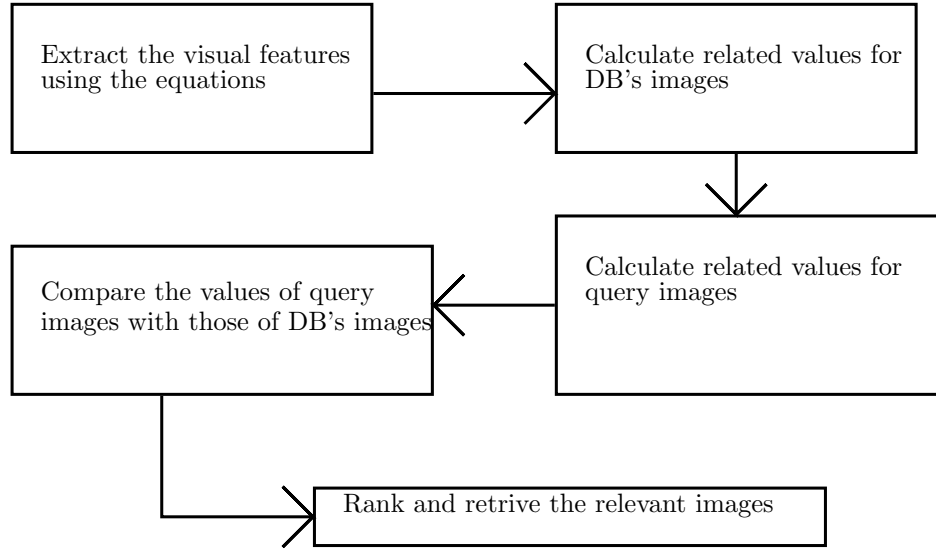 Extract the visual features
using the equations
Calculate related values for
DB's images
Calculate related values for
query images
Compare the values of query
images with those of DB's images
Rank and retrive the relevant images